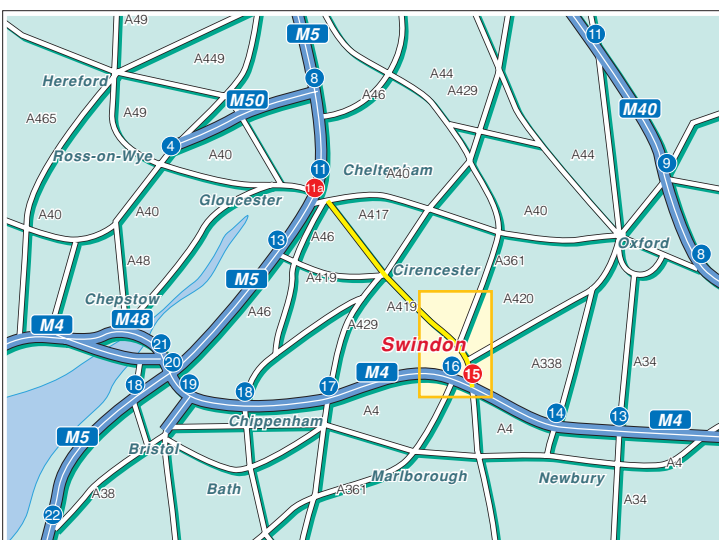 A49
M5
11
A449
A44
Hereford
8
A46
A429
M50
M40
A465
A49
4
A40
A44
9
Ross-on-Wye
11
Cheltenham
A40
11a
Gloucester
A40
A40
A417
A40
13
A46
Oxford
A48
M5
A419
Cirencester
A361
8
Chepstow
A46
A419
A420
M4
M48
A429
21
Swindon
20
16
15
A338
A34
M4
18
19
18
17
A4
14
13
M4
M5
Chippenham
A4
Bristol
A4
Marlborough
Newbury
A38
Bath
A361
A34
22